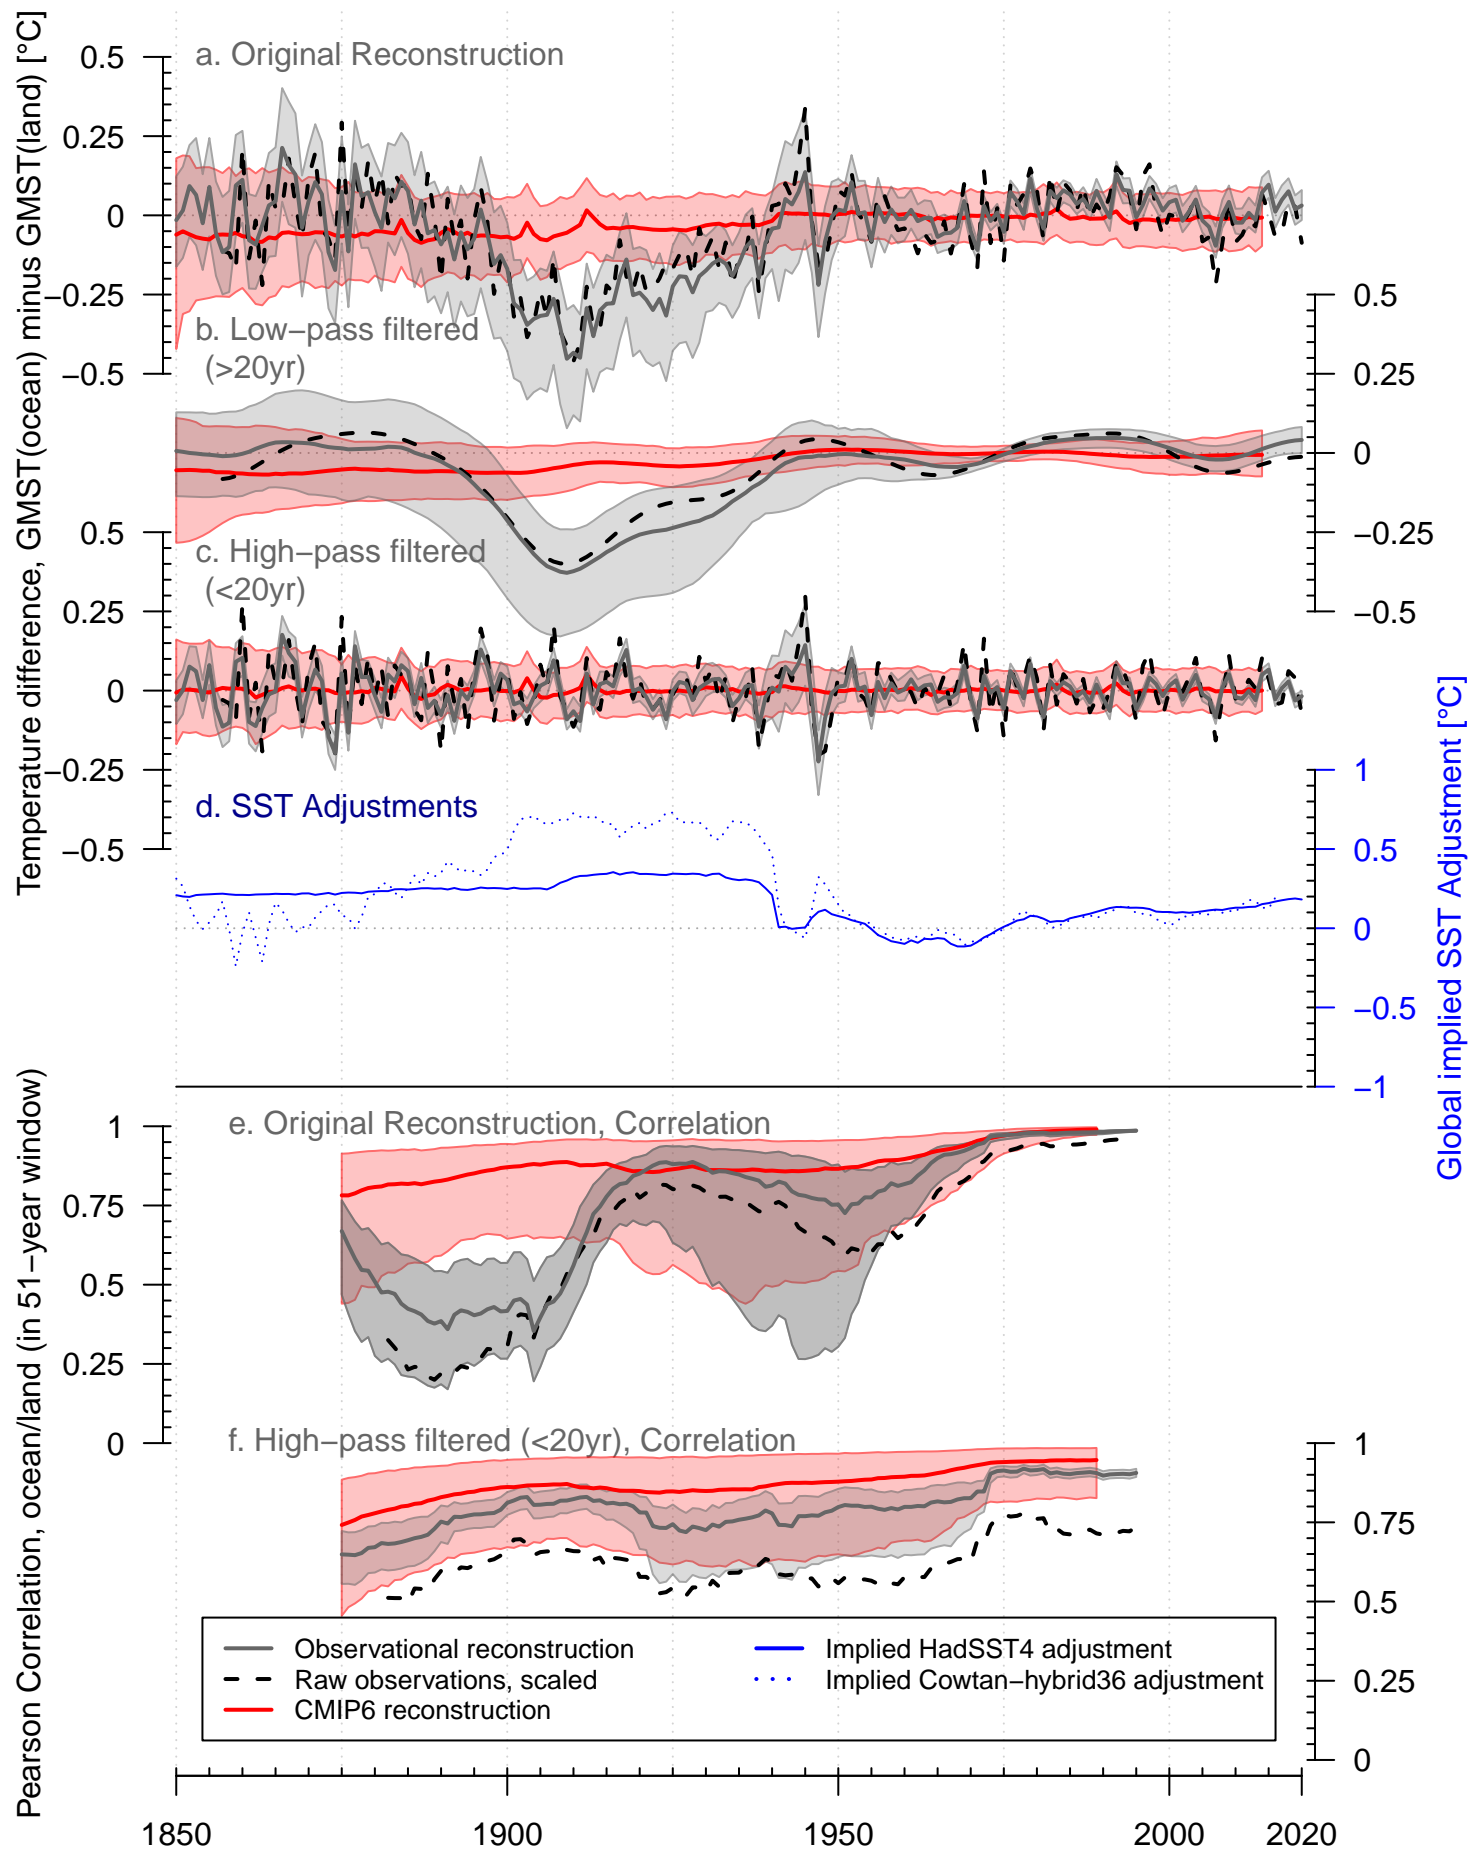 Temperature difference, GMST(ocean) minus GMST(land) [°C]
a. Original Reconstruction
0.5
0.25
0
−0.25
−0.5
b. Low−pass filtered
(>20yr)
0.5
0.25
0
−0.25
−0.5
c. High−pass filtered
(<20yr)
0.5
0.25
0
−0.25
−0.5
d. SST Adjustments
1
0.5
0
−0.5
−1
Global implied SST Adjustment [°C]
Pearson Correlation, ocean/land (in 51−year window)
e. Original Reconstruction, Correlation
1
0.75
0.5
0.25
0
f. High−pass filtered (<20yr), Correlation
1
0.75
0.5
0.25
0
Observational reconstruction
Raw observations, scaled
CMIP6 reconstruction
Implied HadSST4 adjustment
Implied Cowtan−hybrid36 adjustment
1850
1900
1950
2000
2020